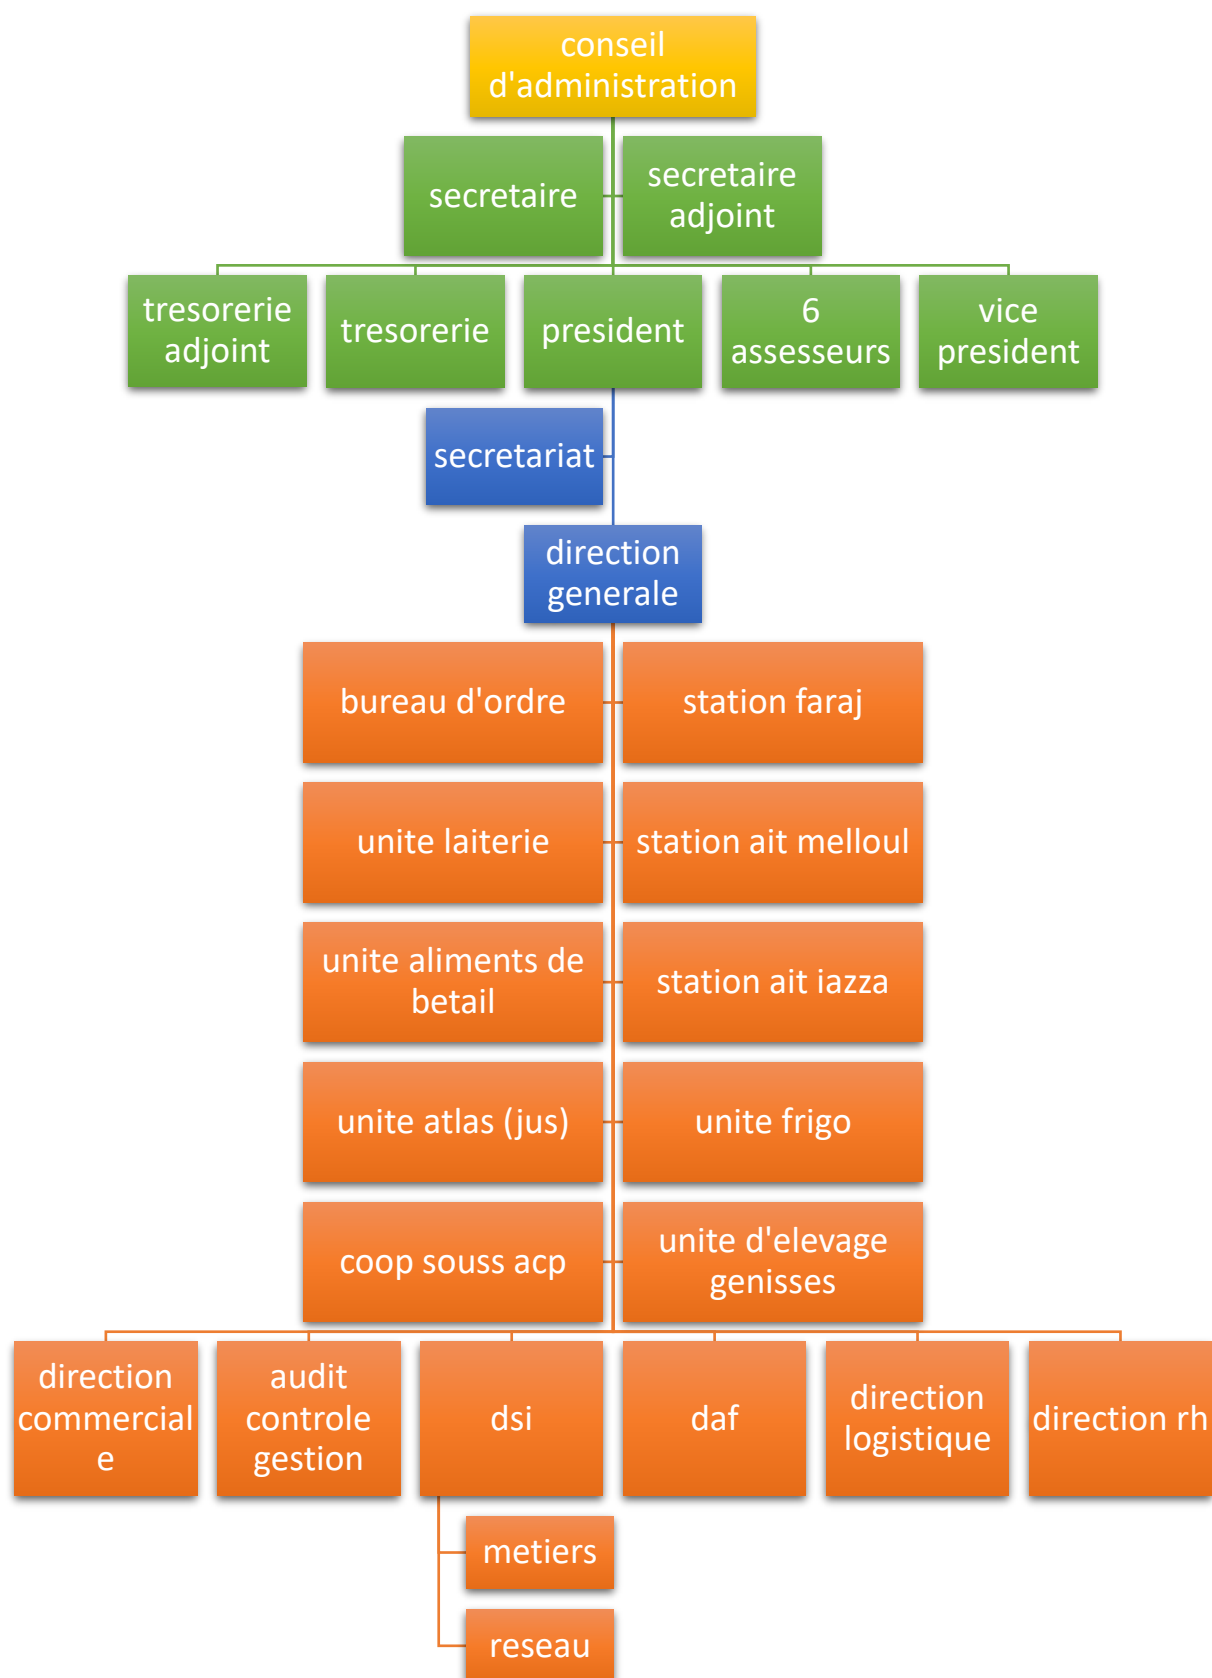 conseil
d'administration
secretaire
secretaire
adjoint
tresorerie
adjoint
tresorerie
president
6
assesseurs
vice
president
secretariat
direction
generale
bureau d'ordre
station faraj
unite laiterie
station ait melloul
unite aliments de
betail
station ait iazza
unite atlas (jus)
unite frigo
coop souss acp
unite d'elevage
genisses
direction
commercial
e
audit
controle
gestion
dsi
daf
direction
logistique
direction rh
metiers
reseau